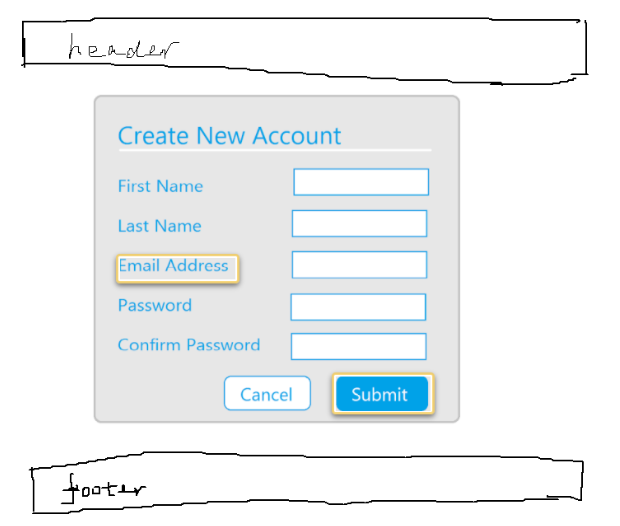 header
Create New Account
First Name
Last Name
Email Address
Password
Confirm Password
Cancel Submit
footer